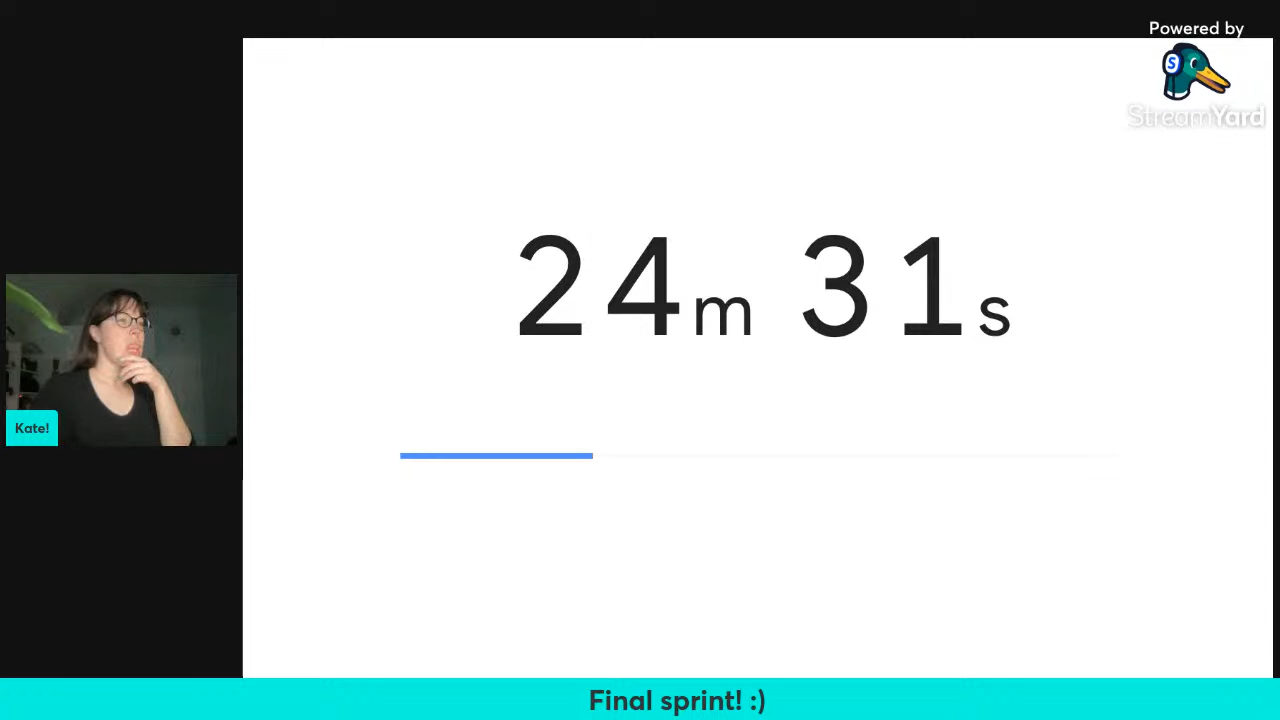 Powered by
StreamYard
24m 31s
Kate!
Final sprint! :)